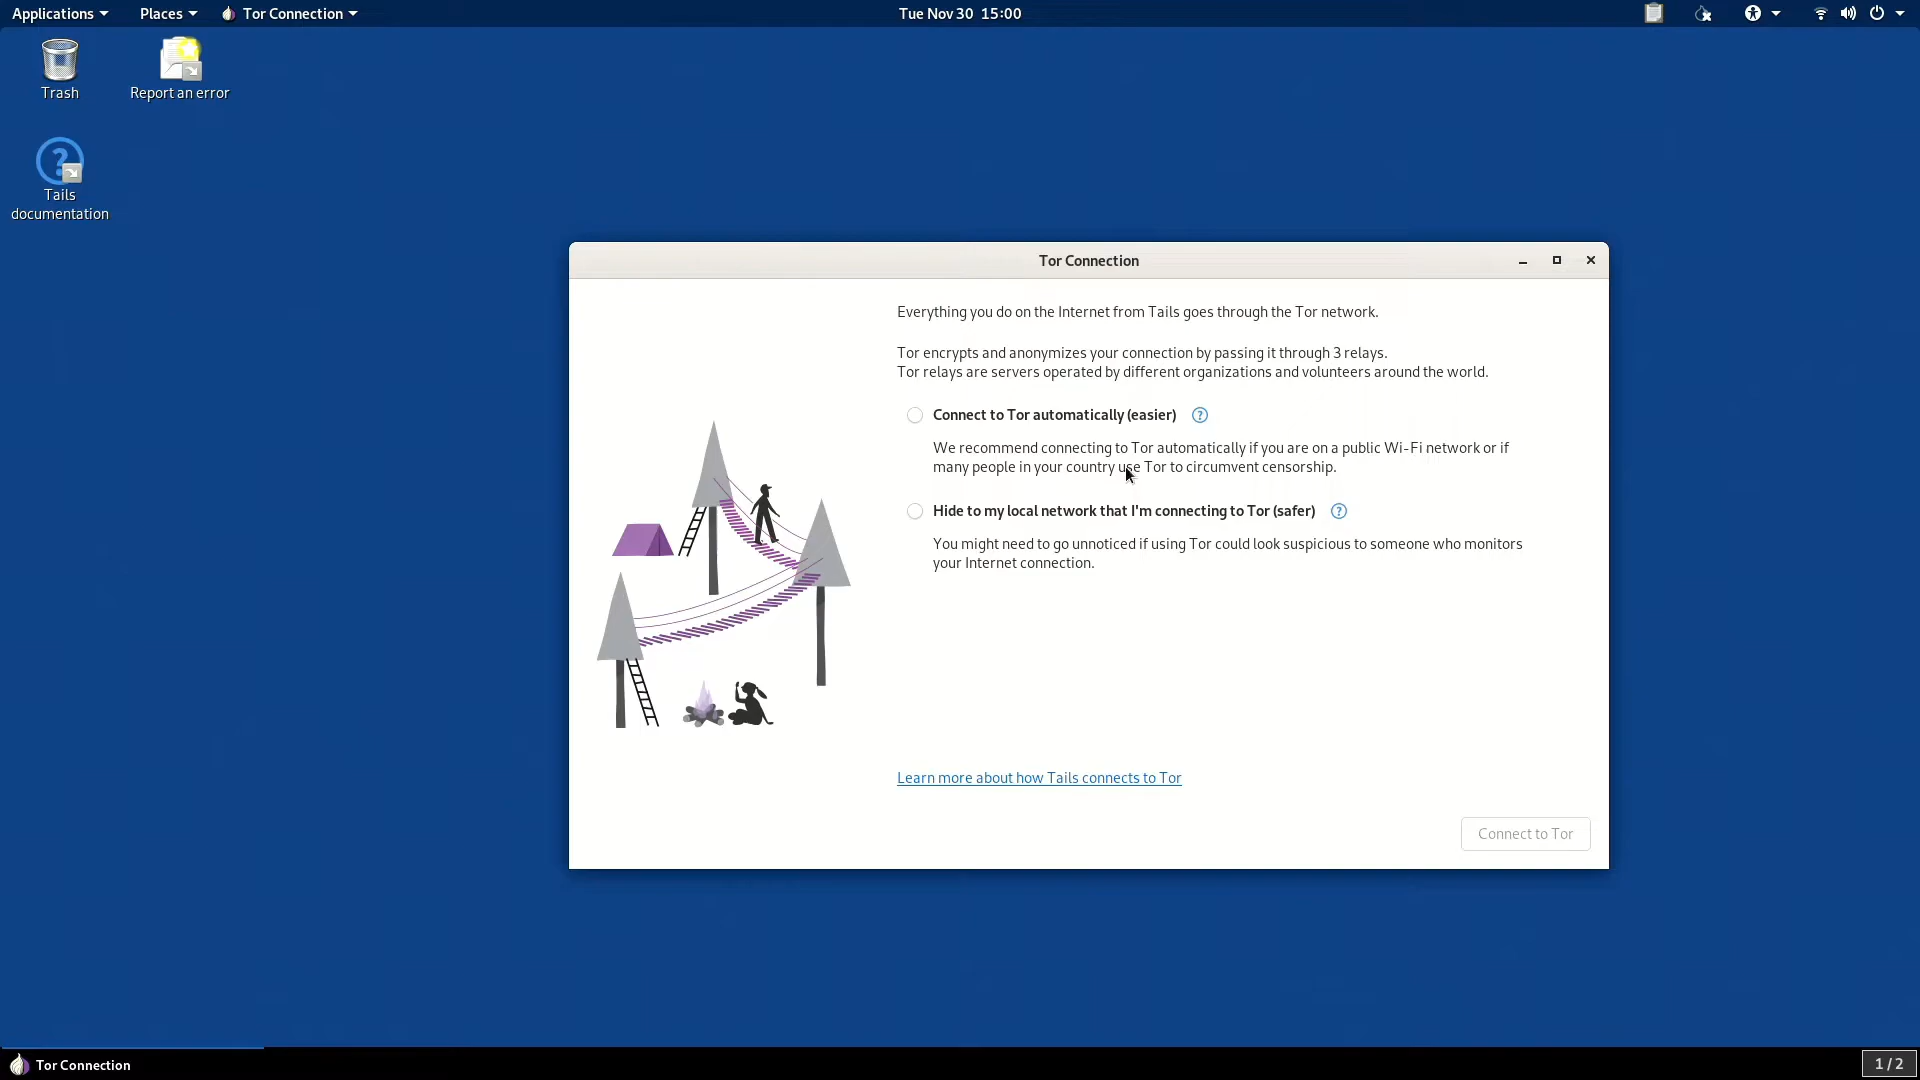 Applications Places Tor Connection Tue Nov 30 15:00
Trash
Report an error
Tails
documentation
Tor Connection
Everything you do on the Internet from Tails goes through the Tor network.
Tor encrypts and anonymizes your connection by passing it through 3 relays.
Tor relays are servers operated by different organizations and volunteers around the world.
Connect to Tor automatically (easier) ?
We recommend connecting to Tor automatically if you are on a public Wi-Fi network or if
many people in your country use Tor to circumvent censorship.
Hide to my local network that I'm connecting to Tor (safer) ?
You might need to go unnoticed if using Tor could look suspicious to someone who monitors
your Internet connection.
Learn more about how Tails connects to Tor
Connect to Tor
Tor Connection 1 / 2